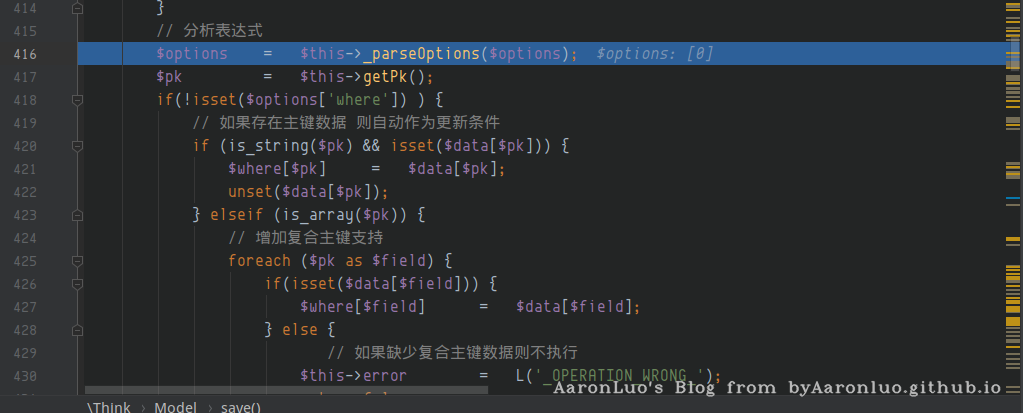 414 }
415 // 分析表达式
416 $options = $this->_parseOptions($options); $options: [0]
417 $pk = $this->getPk();
418 if(!isset($options['where']) ) {
419 // 如果存在主键数据 则自动作为更新条件
420 if (is_string($pk) && isset($data[$pk])) {
421 $where[$pk] = $data[$pk];
422 unset($data[$pk]);
423 } elseif (is_array($pk)) {
424 // 增加复合主键支持
425 foreach ($pk as $field) {
426 if(isset($data[$field])) {
427 $where[$field] = $data[$field];
428 } else {
429 // 如果缺少复合主键数据则不执行
430 $this->error = L('_OPERATION_WRONG_');
AaronLuo's Blog from byAaronluo.github.io
\Think › Model › save()